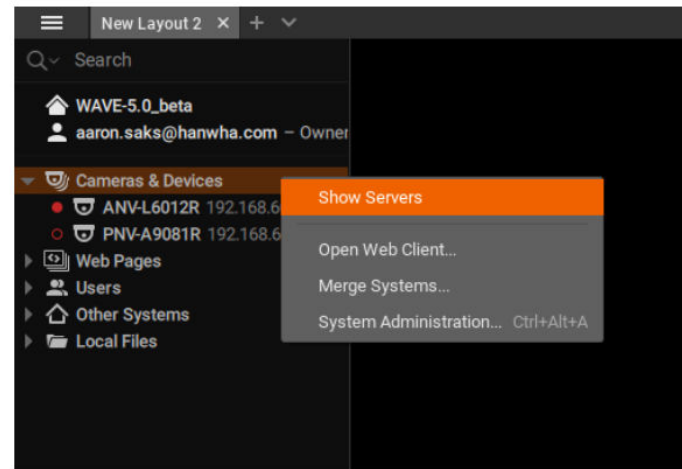 New Layout 2
Search
WAVE-5.0_beta
aaron.saks@hanwha.com – Owner
Cameras & Devices
ANV-L6012R 192.168.6
PNV-A9081R 192.168.6
Web Pages
Users
Other Systems
Local Files
Show Servers
Open Web Client...
Merge Systems...
System Administration... Ctrl+Alt+A